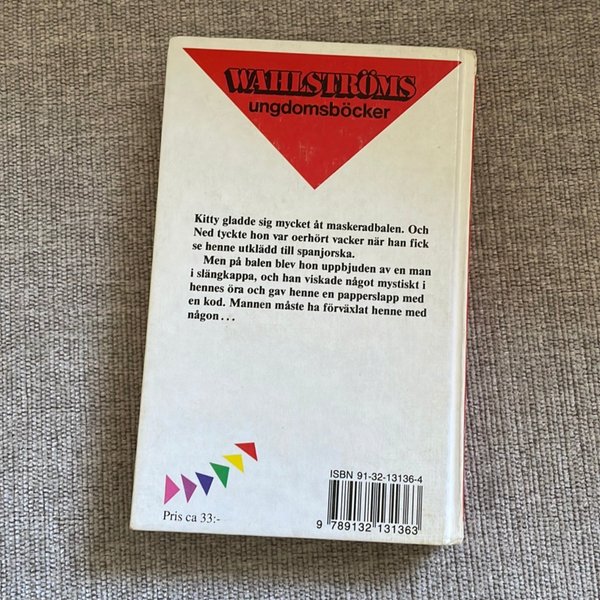 WAHLSTRÖMS
ungdomsböcker
Kitty gladde sig mycket åt maskeradbalen. Och
Ned tyckte hon var oerhört vacker när han fick
se henne utklädd till spanjorska.
Men på balen blev hon uppbjuden av en man
i slängkappa, och han viskade något mystiskt i
hennes öra och gav henne en papperslapp med
en kod. Mannen måste ha förväxlat henne med
någon...
ISBN 91-32-13136-4
Pris ca 33:-
9 789132 131363